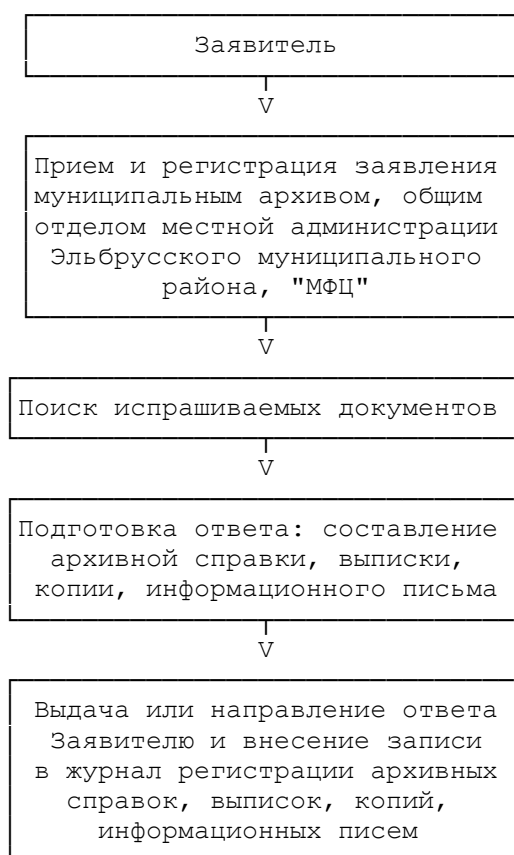 Заявитель
V
Прием и регистрация заявления
муниципальным архивом, общим
отделом местной администрации
Эльбрусского муниципального
района, "МФЦ"
V
Поиск испрашиваемых документов
V
Подготовка ответа: составление
архивной справки, выписки,
копии, информационного письма
V
Выдача или направление ответа
Заявителю и внесение записи
в журнал регистрации архивных
справок, выписок, копий,
информационных писем